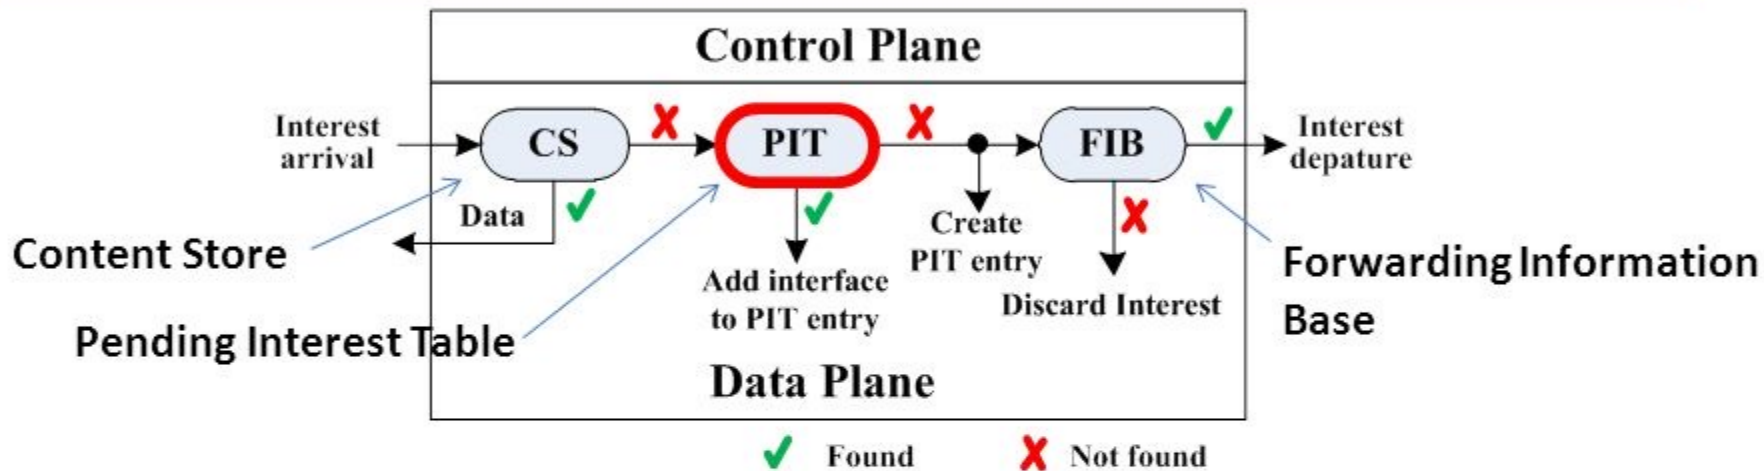 Control Plane
Interest
arrival
CS
PIT
FIB
Interest
depature
Data
Content Store
Create
PIT entry
Forwarding Information
Base
Add interface
to PIT entry
Discard Interest
Pending Interest Table
Data Plane
Found
Not found